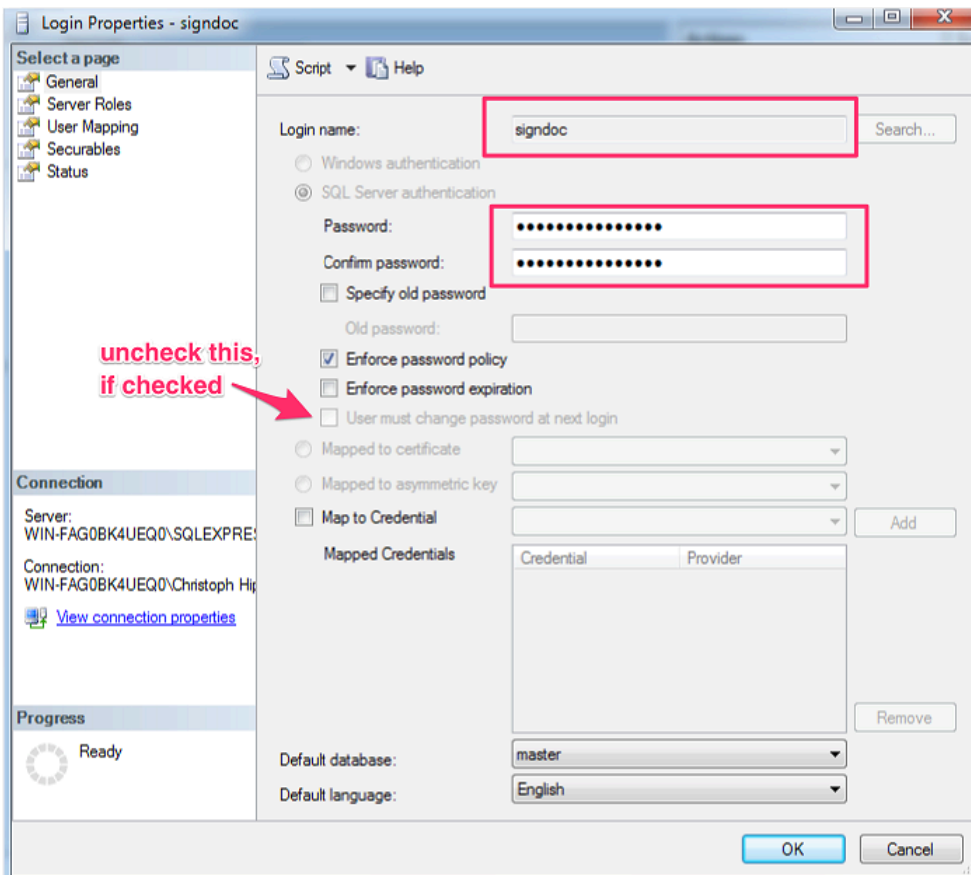 Login Properties - signdoc
Select a page
General
Server Roles
User Mapping
Securables
Status
Script
Help
Login name:
signdoc
Search...
Windows authentication
SQL Server authentication
Password:
Confirm password:
Specify old password
Old password:
uncheck this,
if checked
Enforce password policy
Enforce password expiration
User must change password at next login
Mapped to certificate
Mapped to asymmetric key
Map to Credential
Add
Mapped Credentials
Credential
Provider
Remove
Default database:
master
Default language:
English
Connection
Server:
WIN-FAG0BK4UEQ0\SQLEXPRE
Connection:
WIN-FAG0BK4UEQ0\Christoph Hip
View connection properties
Progress
Ready
OK
Cancel